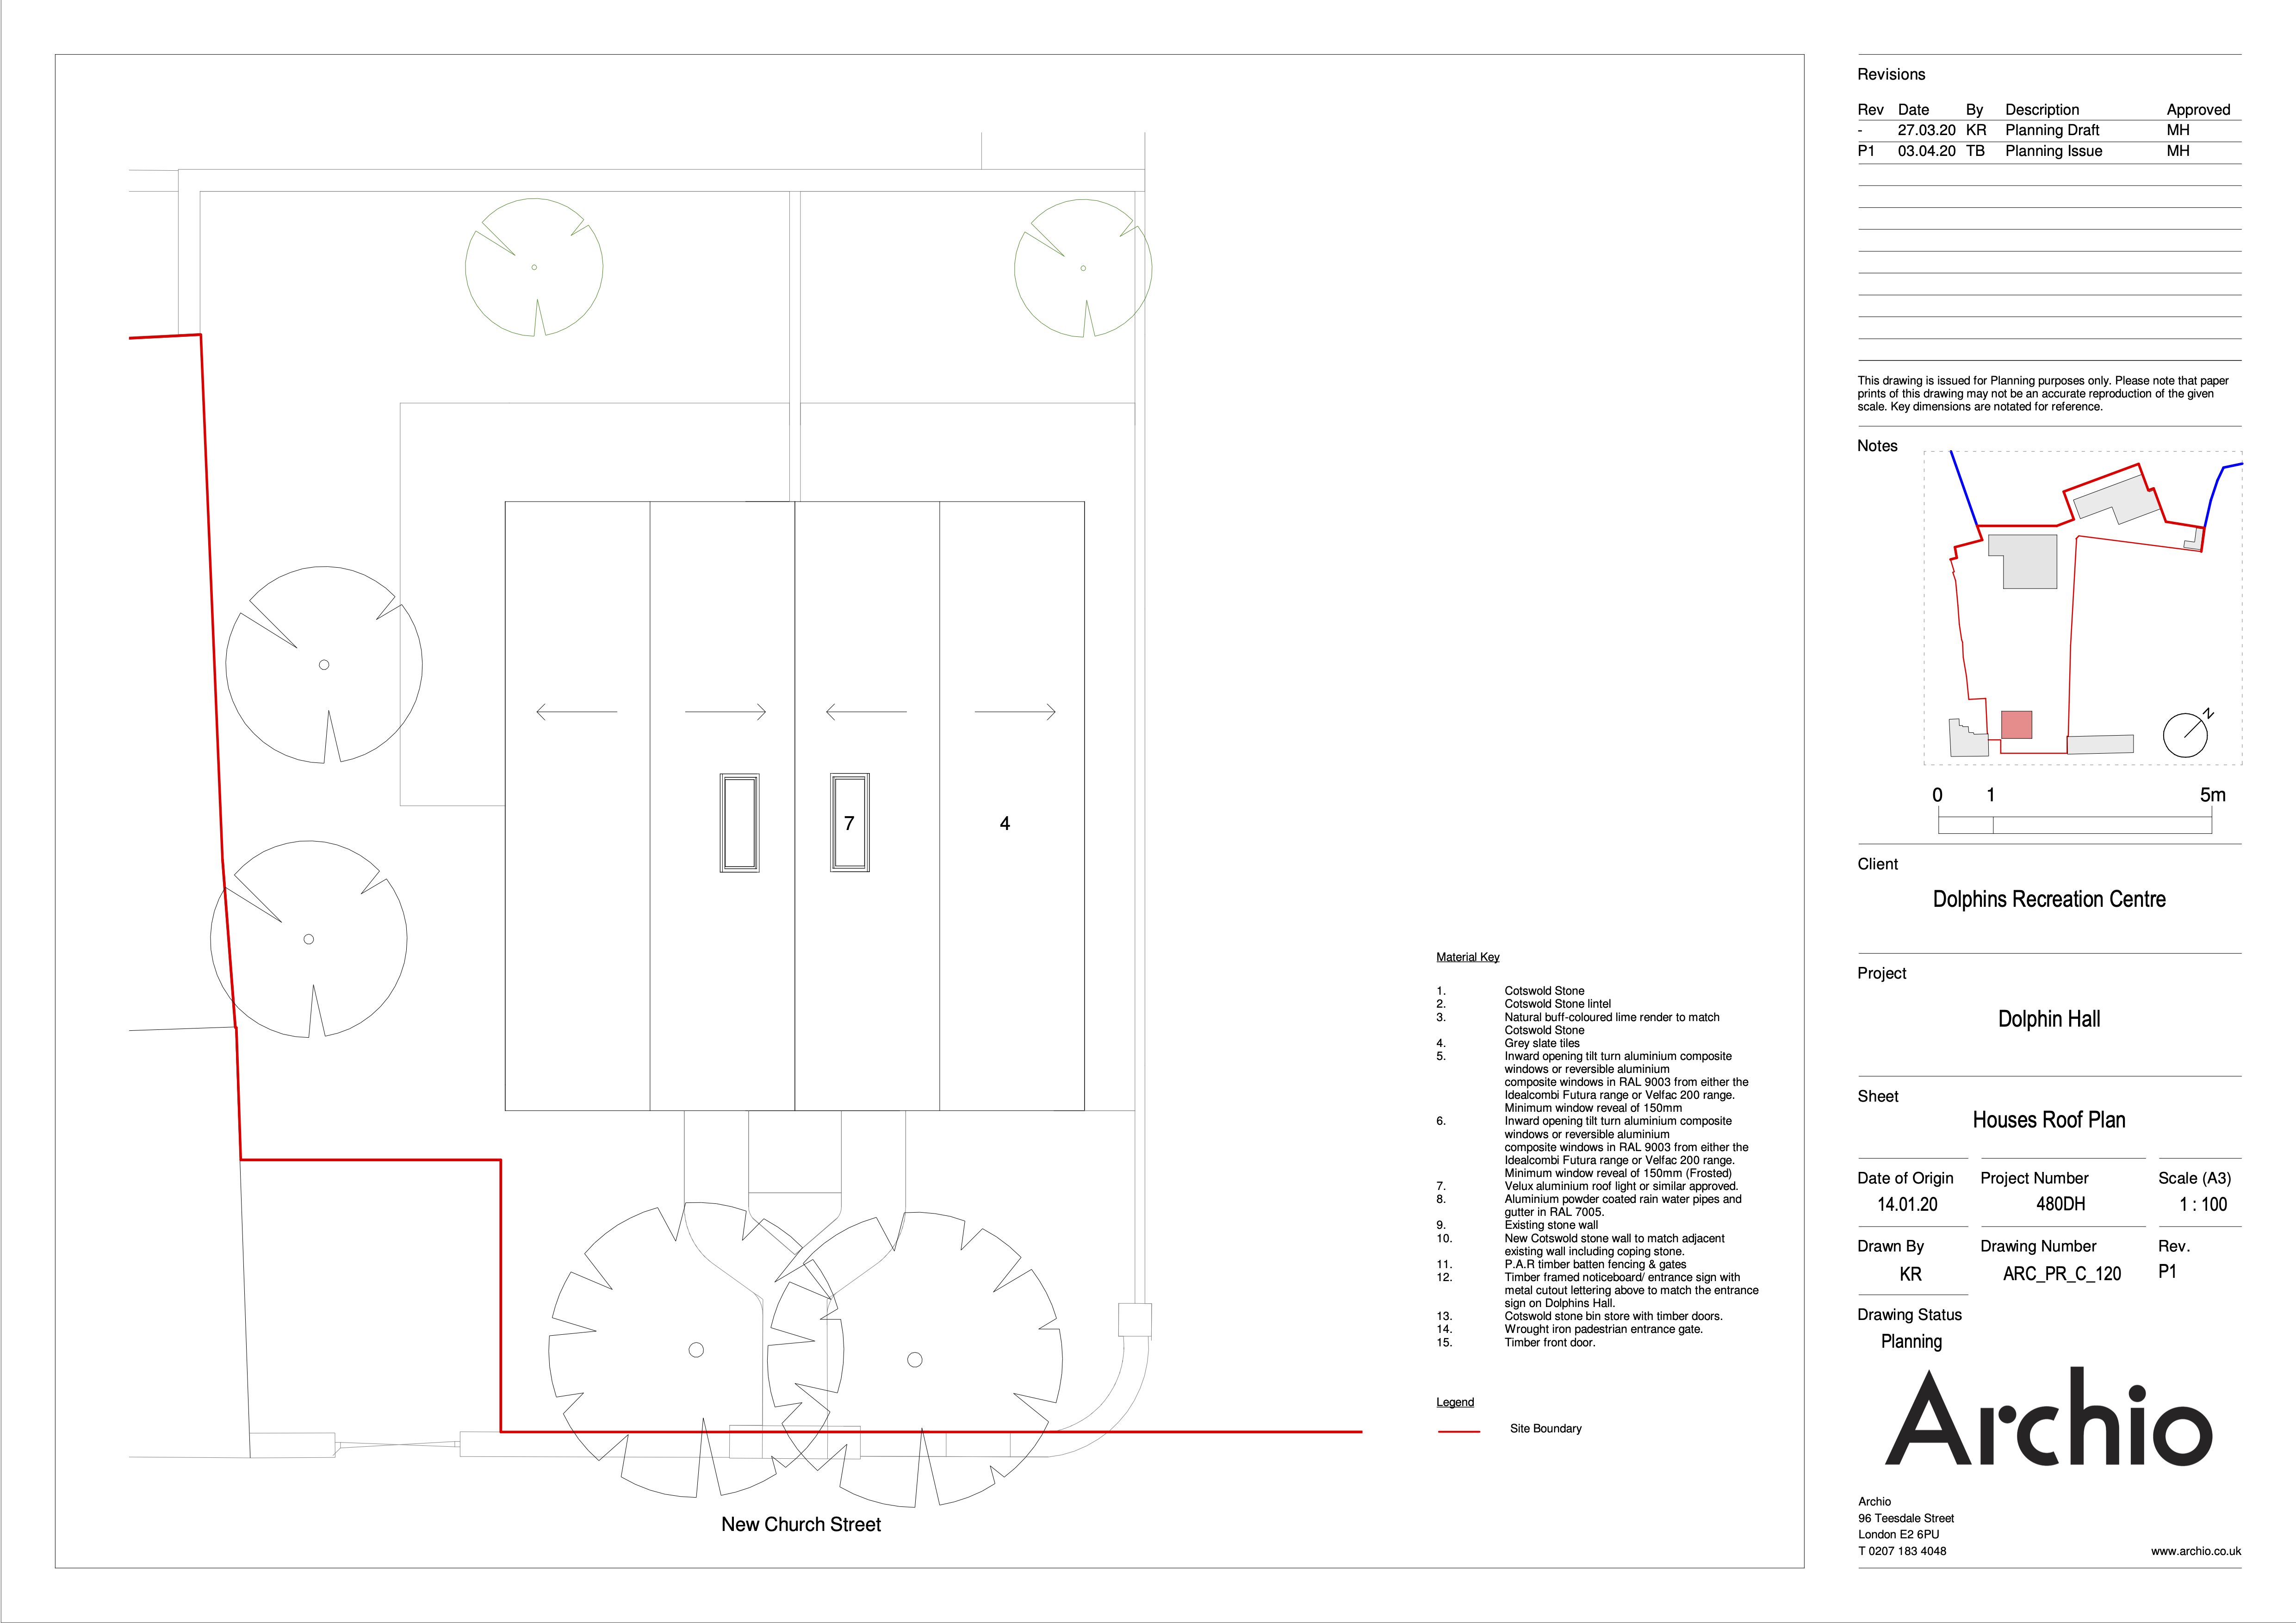 Revisions
Rev Date By Description Approved
- 27.03.20 KR Planning Draft MH
P1 03.04.20 TB Planning Issue MH
This drawing is issued for Planning purposes only. Please note that paper
prints of this drawing may not be an accurate reproduction of the given
scale. Key dimensions are notated for reference.
Notes
N
0 1 5m
Client
Dolphins Recreation Centre
Project
Dolphin Hall
Sheet
Houses Roof Plan
Date of Origin Project Number Scale (A3)
14.01.20 480DH 1 : 100
Drawn By Drawing Number Rev.
KR ARC_PR_C_120 P1
Drawing Status
Planning
Archio
Archio
96 Teesdale Street
London E2 6PU
T 0207 183 4048 www.archio.co.uk
7 4
Material Key
1. Cotswold Stone
2. Cotswold Stone lintel
3. Natural buff-coloured lime render to match
Cotswold Stone
4. Grey slate tiles
5. Inward opening tilt turn aluminium composite
windows or reversible aluminium
composite windows in RAL 9003 from either the
Idealcombi Futura range or Velfac 200 range.
Minimum window reveal of 150mm
6. Inward opening tilt turn aluminium composite
windows or reversible aluminium
composite windows in RAL 9003 from either the
Idealcombi Futura range or Velfac 200 range.
Minimum window reveal of 150mm (Frosted)
7. Velux aluminium roof light or similar approved.
8. Aluminium powder coated rain water pipes and
gutter in RAL 7005.
9. Existing stone wall
10. New Cotswold stone wall to match adjacent
existing wall including coping stone.
11. P.A.R timber batten fencing & gates
12. Timber framed noticeboard/ entrance sign with
metal cutout lettering above to match the entrance
sign on Dolphins Hall.
13. Cotswold stone bin store with timber doors.
14. Wrought iron padestrian entrance gate.
15. Timber front door.
Legend
Site Boundary
New Church Street